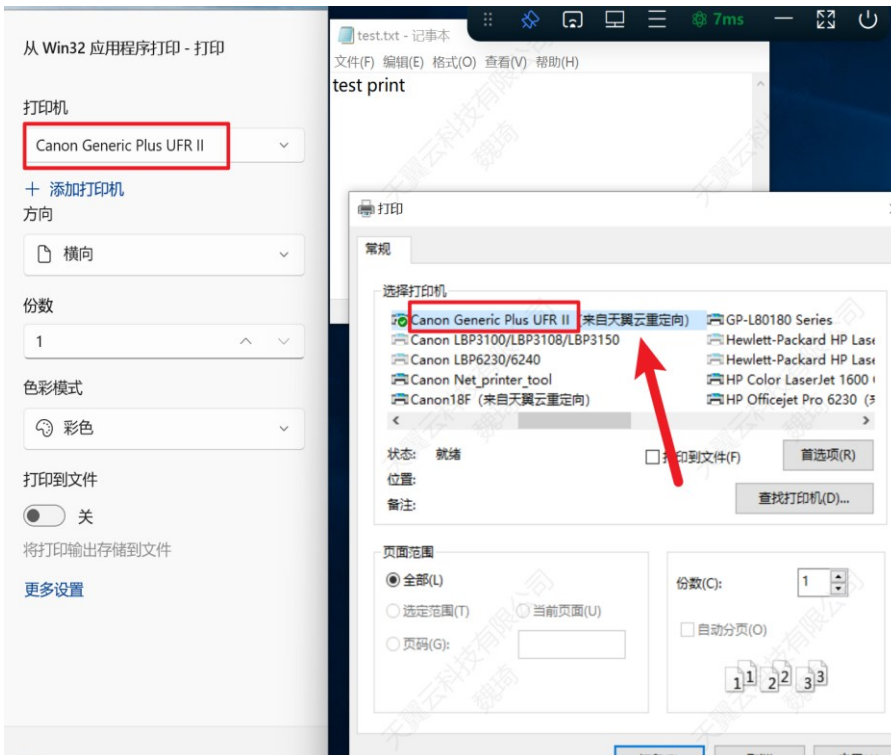 从 Win32 应用程序打印 - 打印
打印机
Canon Generic Plus UFR II
添加打印机
方向
横向
份数
1
色彩模式
彩色
打印到文件
关
将打印输出存储到文件
更多设置
7ms
test.txt - 记事本
文件(F) 编辑(E) 格式(O) 查看(V) 帮助(H)
test print
打印
常规
选择打印机
Canon Generic Plus UFR II (来自天翼云重定向)
Canon LBP3100/LBP3108/LBP3150
Canon LBP6230/6240
Canon Net_printer_tool
Canon18F (来自天翼云重定向)
GP-L80180 Series
Hewlett-Packard HP Lase
Hewlett-Packard HP Lase
HP Color LaserJet 1600
HP Officejet Pro 6230
状态: 就绪
位置:
备注:
打印到文件(F)
首选项(R)
查找打印机(D)...
页面范围
全部(L)
选定范围(T) 当前页面(U)
页码(G):
份数(C): 1
自动分页(O)
1 1 2 2 3 3
天翼云科技有限公司
魏琦